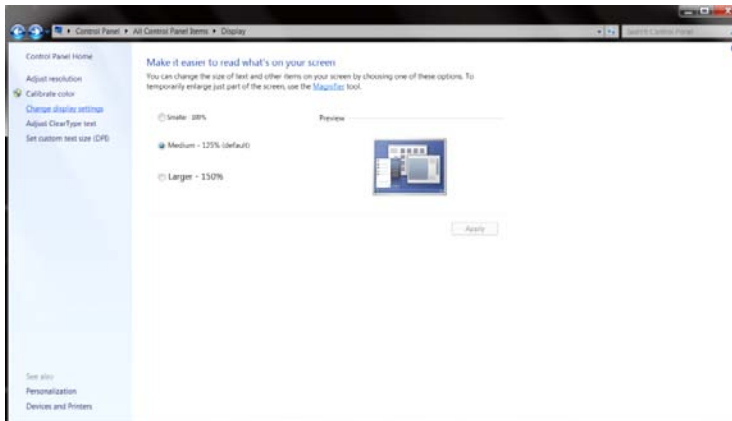 Control Panel ▸ All Control Panel Items ▸ Display
Search Control Panel
Control Panel Home
Adjust resolution
Calibrate color
Change display settings
Adjust ClearType text
Set custom text size (DPI)
Make it easier to read what's on your screen
You can change the size of text and other items on your screen by choosing one of these options. To
temporarily enlarge just part of the screen, use the Magnifier tool.
Smaller - 100%
Preview
Medium - 125% (default)
Larger - 150%
Apply
See also
Personalization
Devices and Printers